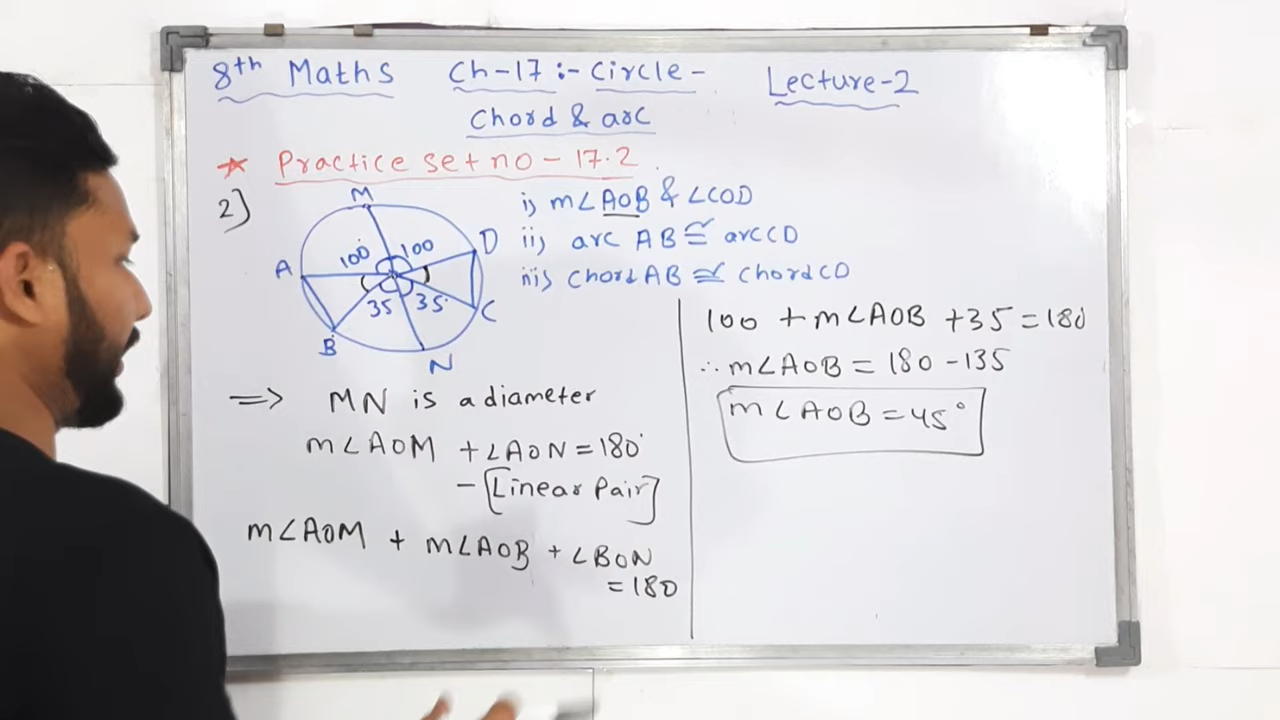 8th Maths Ch-17 :- Circle - Lecture-2
Chord & arc
* Practice set no - 17.2
2)
M
100° 100
A D
35 35°
B C
N
i) m∠AOB & ∠COD
ii) arc AB ≅ arc CD
iii) chord AB ≅ chord CD
=> MN is a diameter
m∠AOM + ∠AON = 180°
- [Linear Pair]
m∠AOM + m∠AOB + ∠BON
= 180
100 + m∠AOB + 35 = 180
∴ m∠AOB = 180 - 135
m∠AOB = 45°